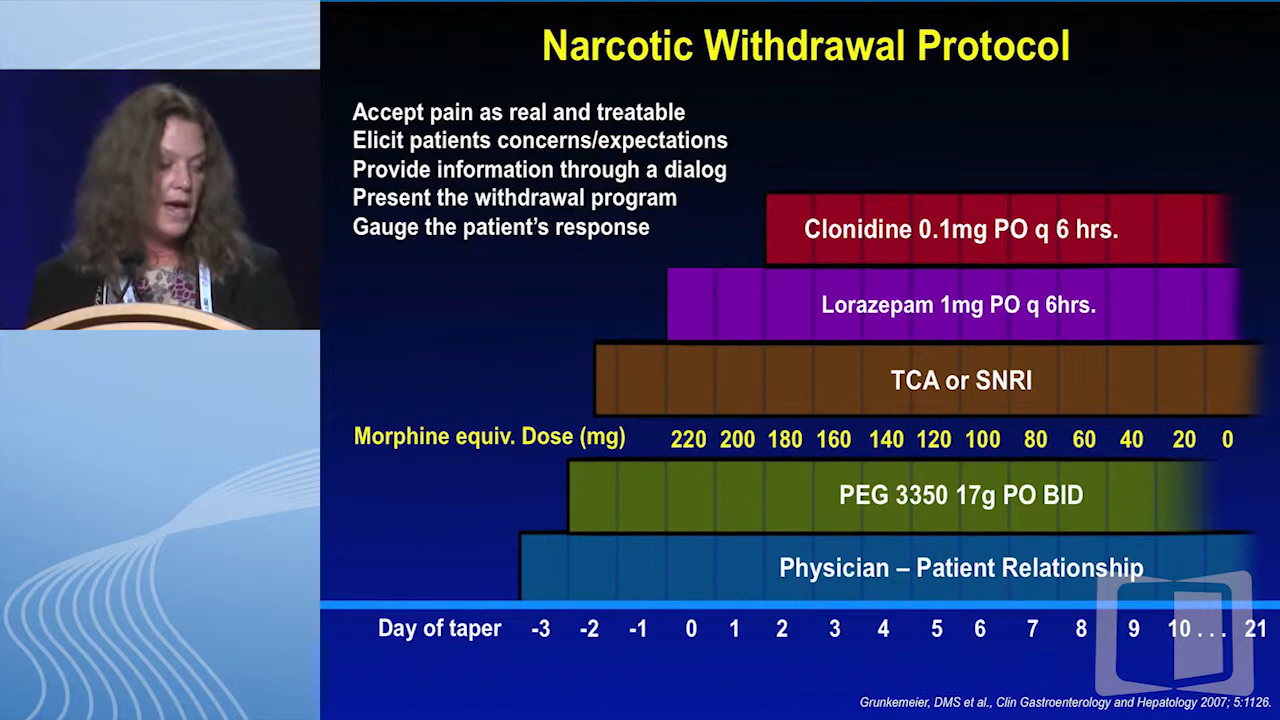 Narcotic Withdrawal Protocol
Accept pain as real and treatable
Elicit patients concerns/expectations
Provide information through a dialog
Present the withdrawal program
Gauge the patient's response
Clonidine 0.1mg PO q 6 hrs.
Lorazepam 1mg PO q 6hrs.
TCA or SNRI
Morphine equiv. Dose (mg) 220 200 180 160 140 120 100 80 60 40 20 0
PEG 3350 17g PO BID
Physician – Patient Relationship
Day of taper -3 -2 -1 0 1 2 3 4 5 6 7 8 9 10 . . . 21
Grunkemeier, DMS et al., Clin Gastroenterology and Hepatology 2007; 5:1126.